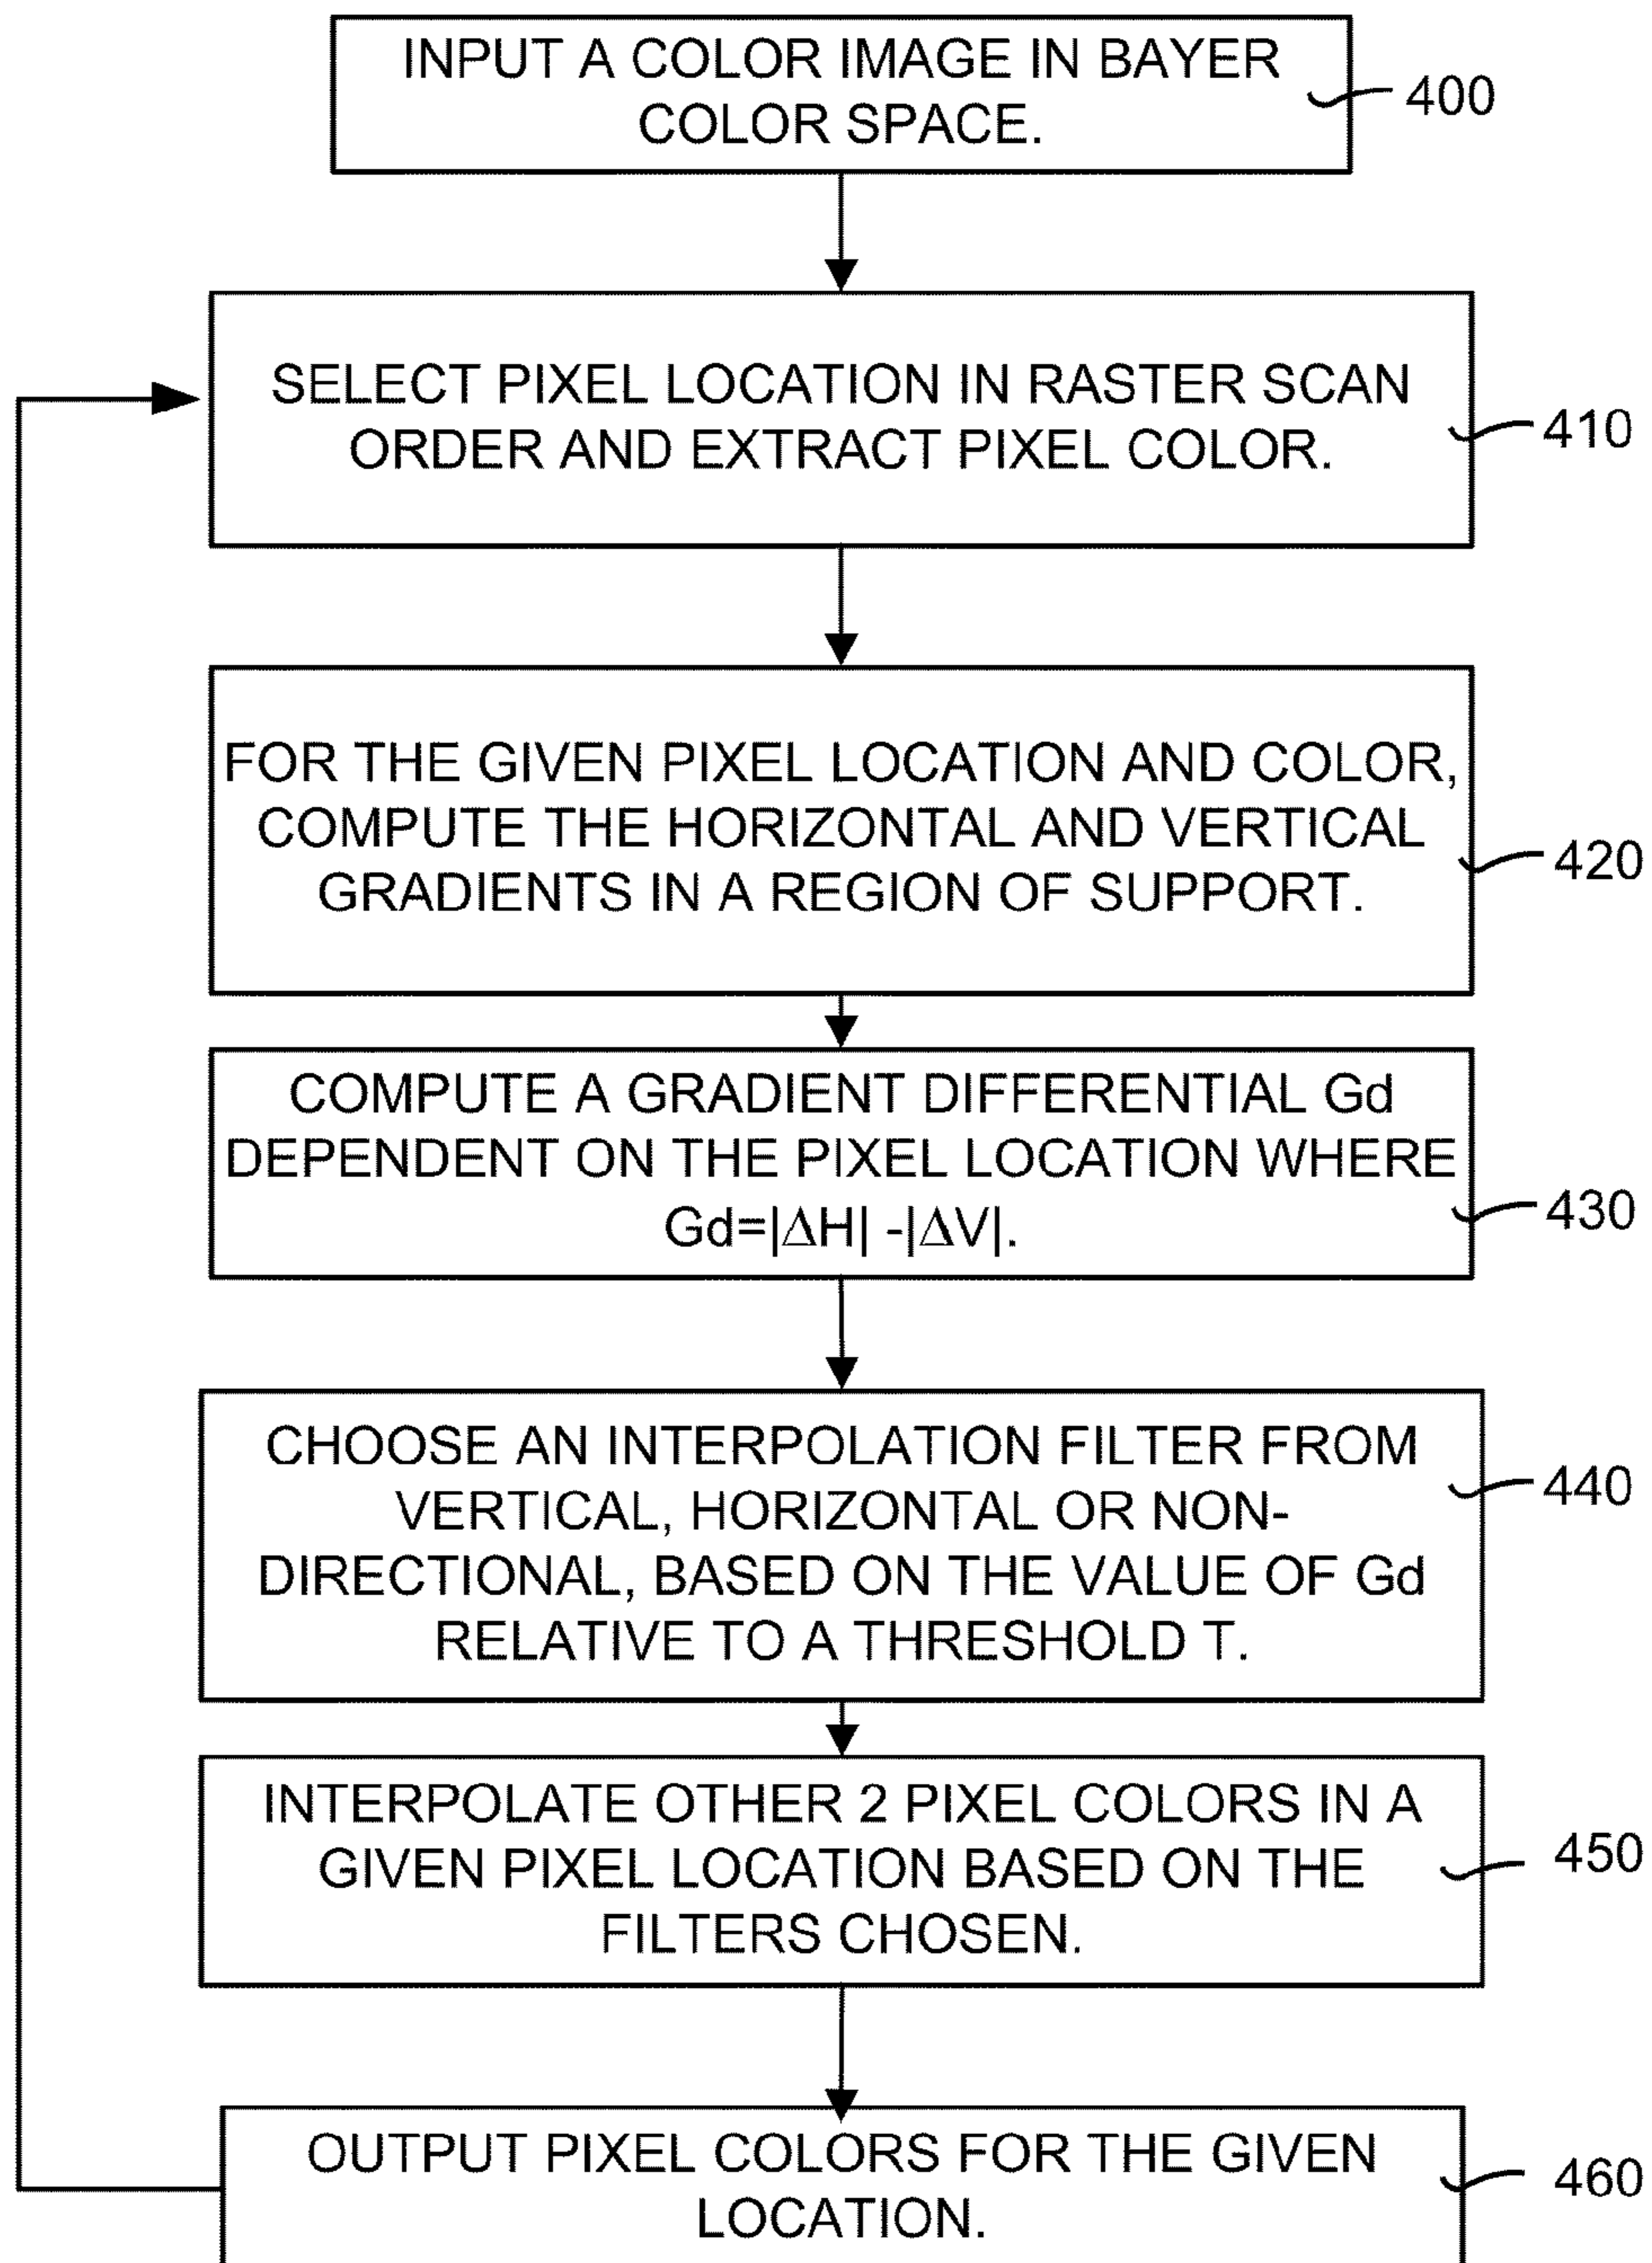 INPUT A COLOR IMAGE IN BAYER
COLOR SPACE.
400
SELECT PIXEL LOCATION IN RASTER SCAN
ORDER AND EXTRACT PIXEL COLOR.
410
FOR THE GIVEN PIXEL LOCATION AND COLOR,
COMPUTE THE HORIZONTAL AND VERTICAL
GRADIENTS IN A REGION OF SUPPORT.
420
COMPUTE A GRADIENT DIFFERENTIAL Gd
DEPENDENT ON THE PIXEL LOCATION WHERE
Gd=|ΔH| -|ΔV|.
430
CHOOSE AN INTERPOLATION FILTER FROM
VERTICAL, HORIZONTAL OR NON-
DIRECTIONAL, BASED ON THE VALUE OF Gd
RELATIVE TO A THRESHOLD T.
440
INTERPOLATE OTHER 2 PIXEL COLORS IN A
GIVEN PIXEL LOCATION BASED ON THE
FILTERS CHOSEN.
450
OUTPUT PIXEL COLORS FOR THE GIVEN
LOCATION.
460